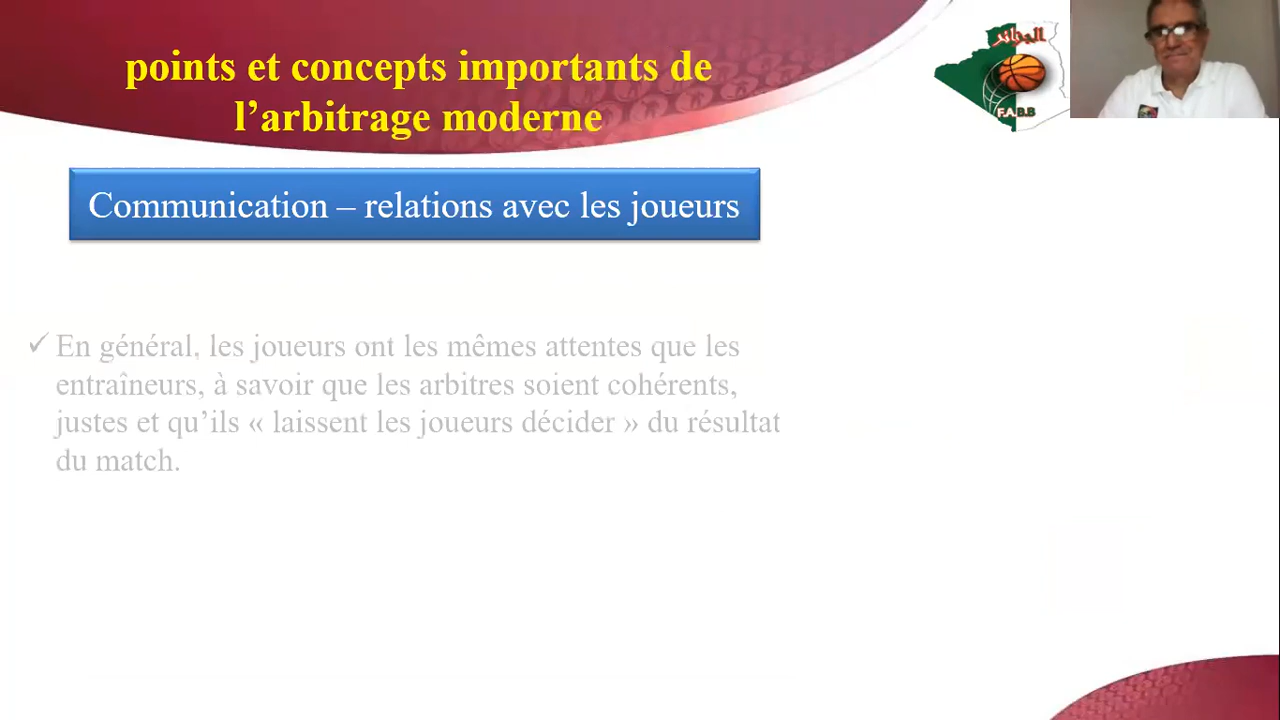 points et concepts importants de
l’arbitrage moderne
الجزائر
F.A.B.B
Communication – relations avec les joueurs
✓ En général, les joueurs ont les mêmes attentes que les
entraîneurs, à savoir que les arbitres soient cohérents,
justes et qu’ils « laissent les joueurs décider » du résultat
du match.